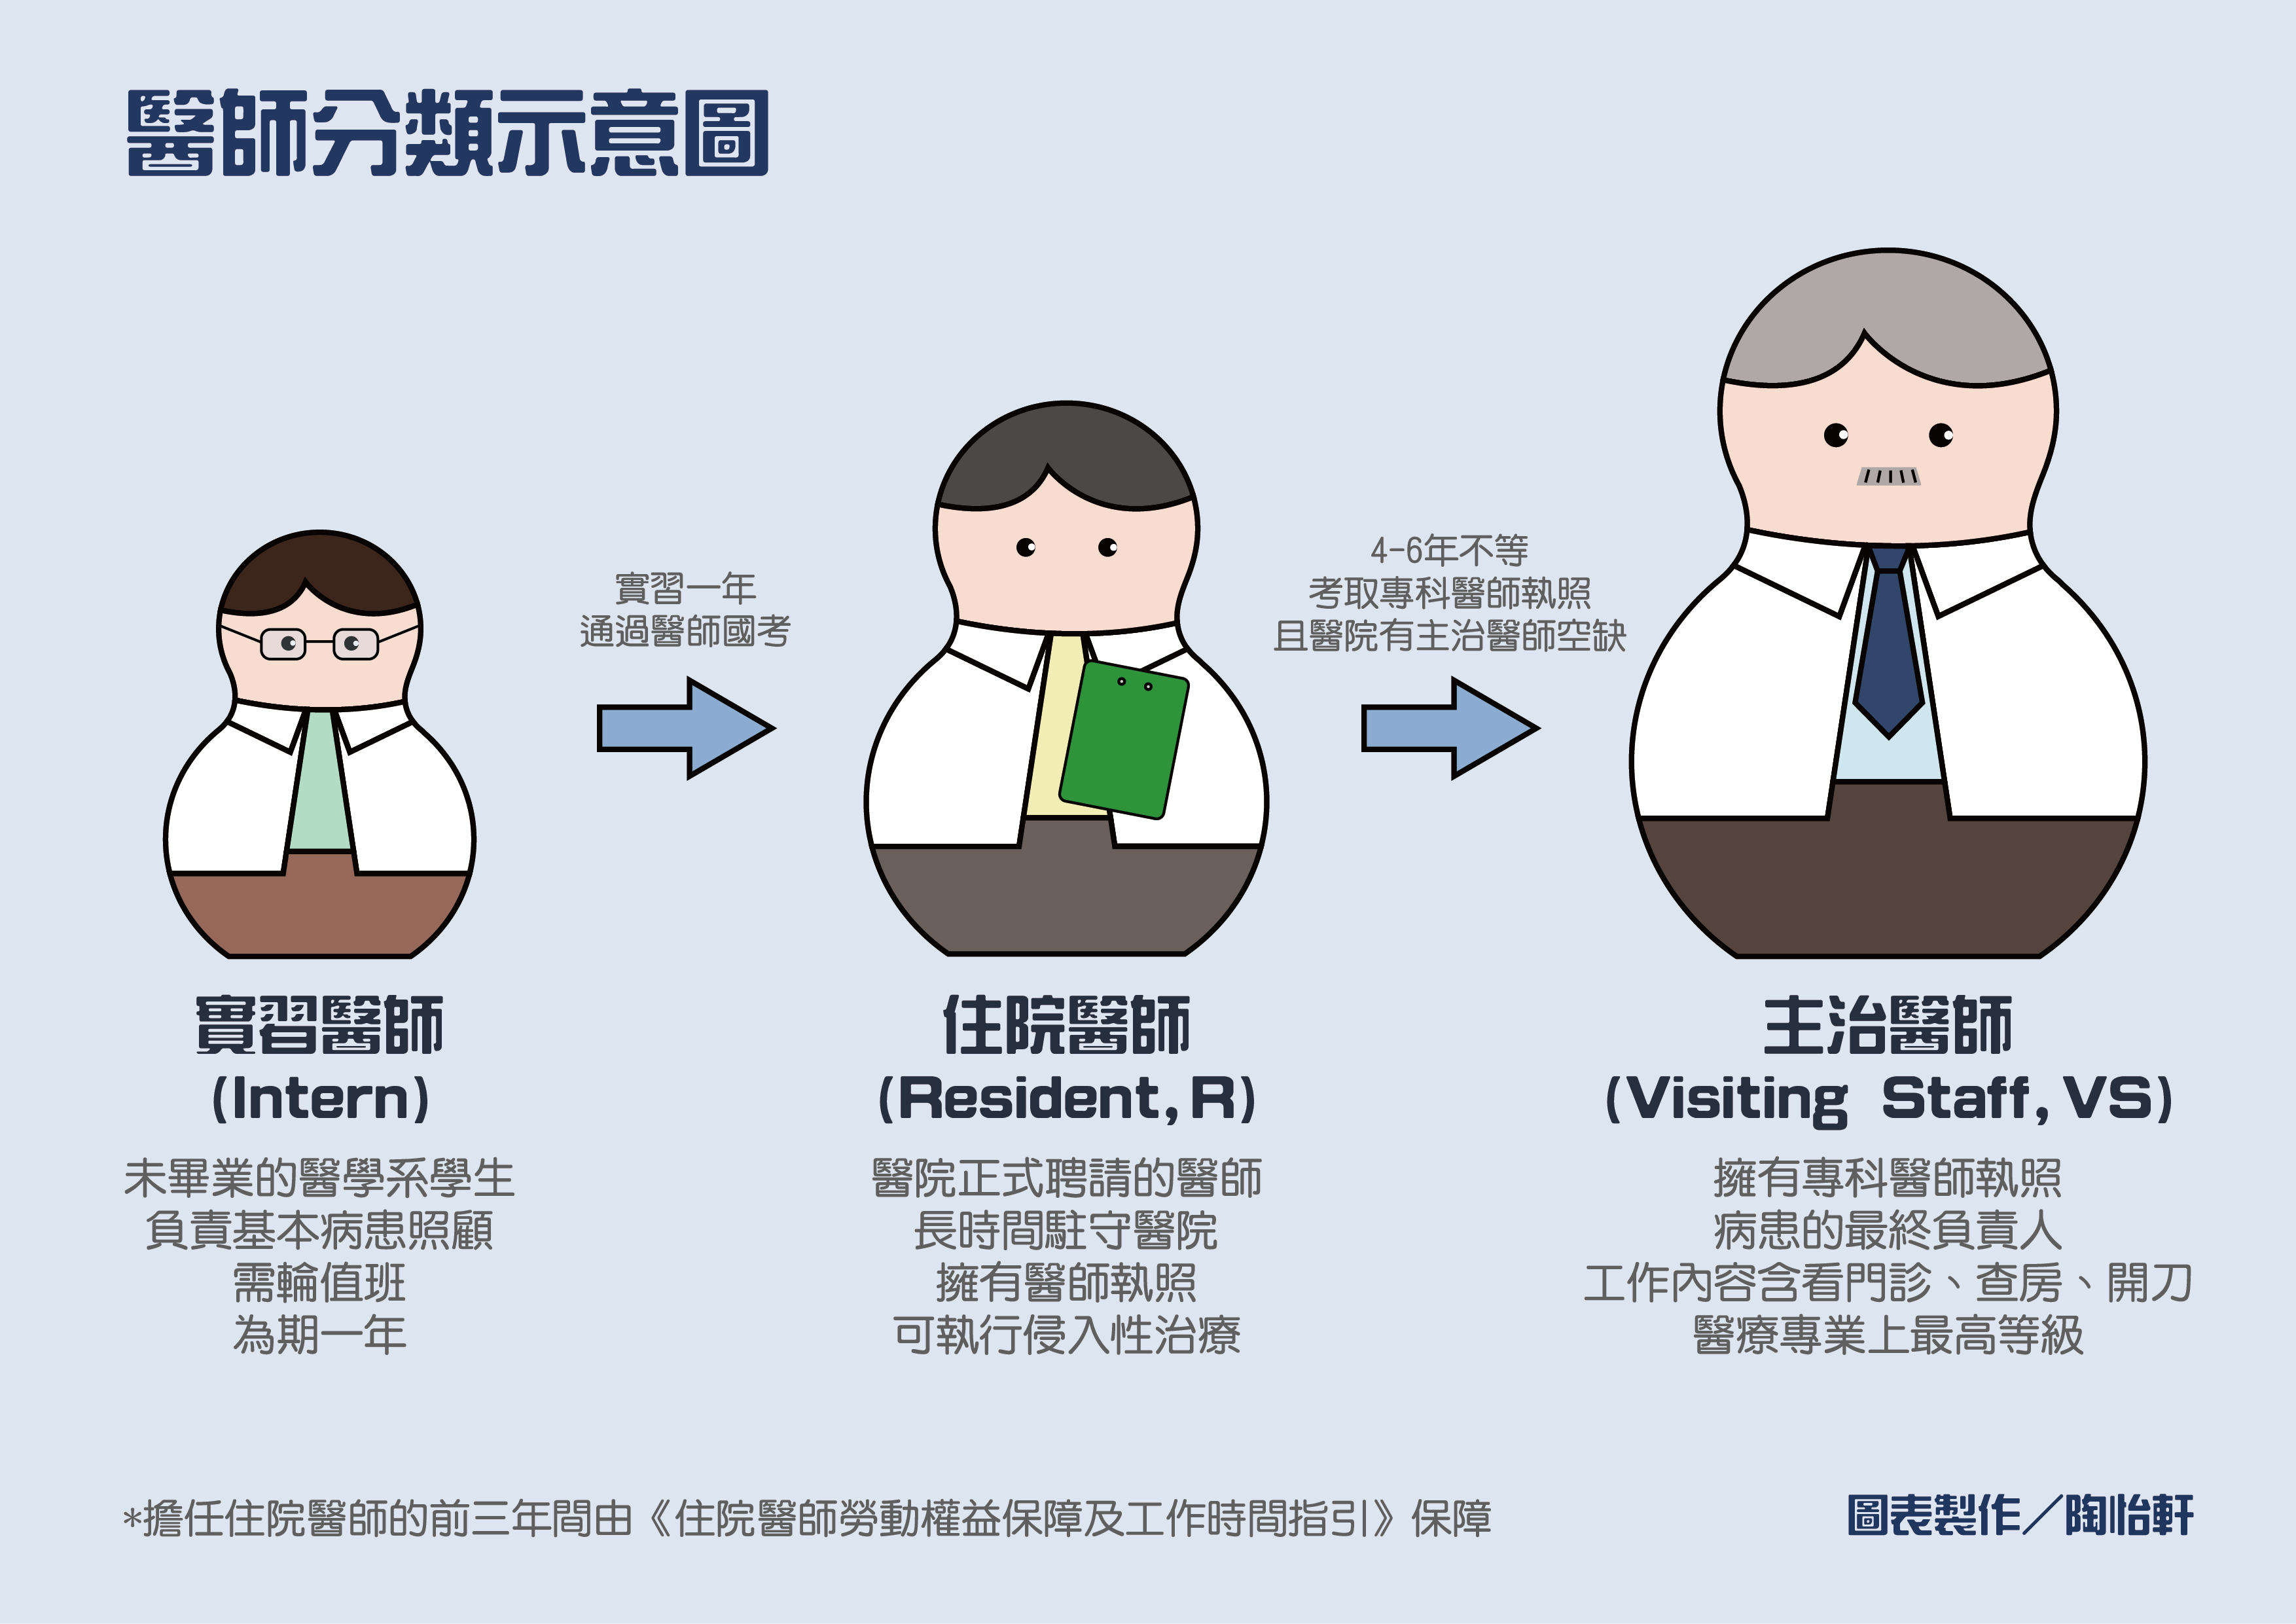 醫師分類示意圖
實習一年
通過醫師國考
4-6年不等
考取專科醫師執照
且醫院有主治醫師空缺
實習醫師
(Intern)
未畢業的醫學系學生
負責基本病患照顧
需輪值班
為期一年
住院醫師
(Resident, R)
醫院正式聘請的醫師
長時間駐守醫院
擁有醫師執照
可執行侵入性治療
主治醫師
(Visiting Staff, VS)
擁有專科醫師執照
病患的最終負責人
工作內容含看門診、查房、開刀
醫療專業上最高等級
*擔任住院醫師的前三年間由《住院醫師勞動權益保障及工作時間指引》保障
圖表製作／陶怡軒